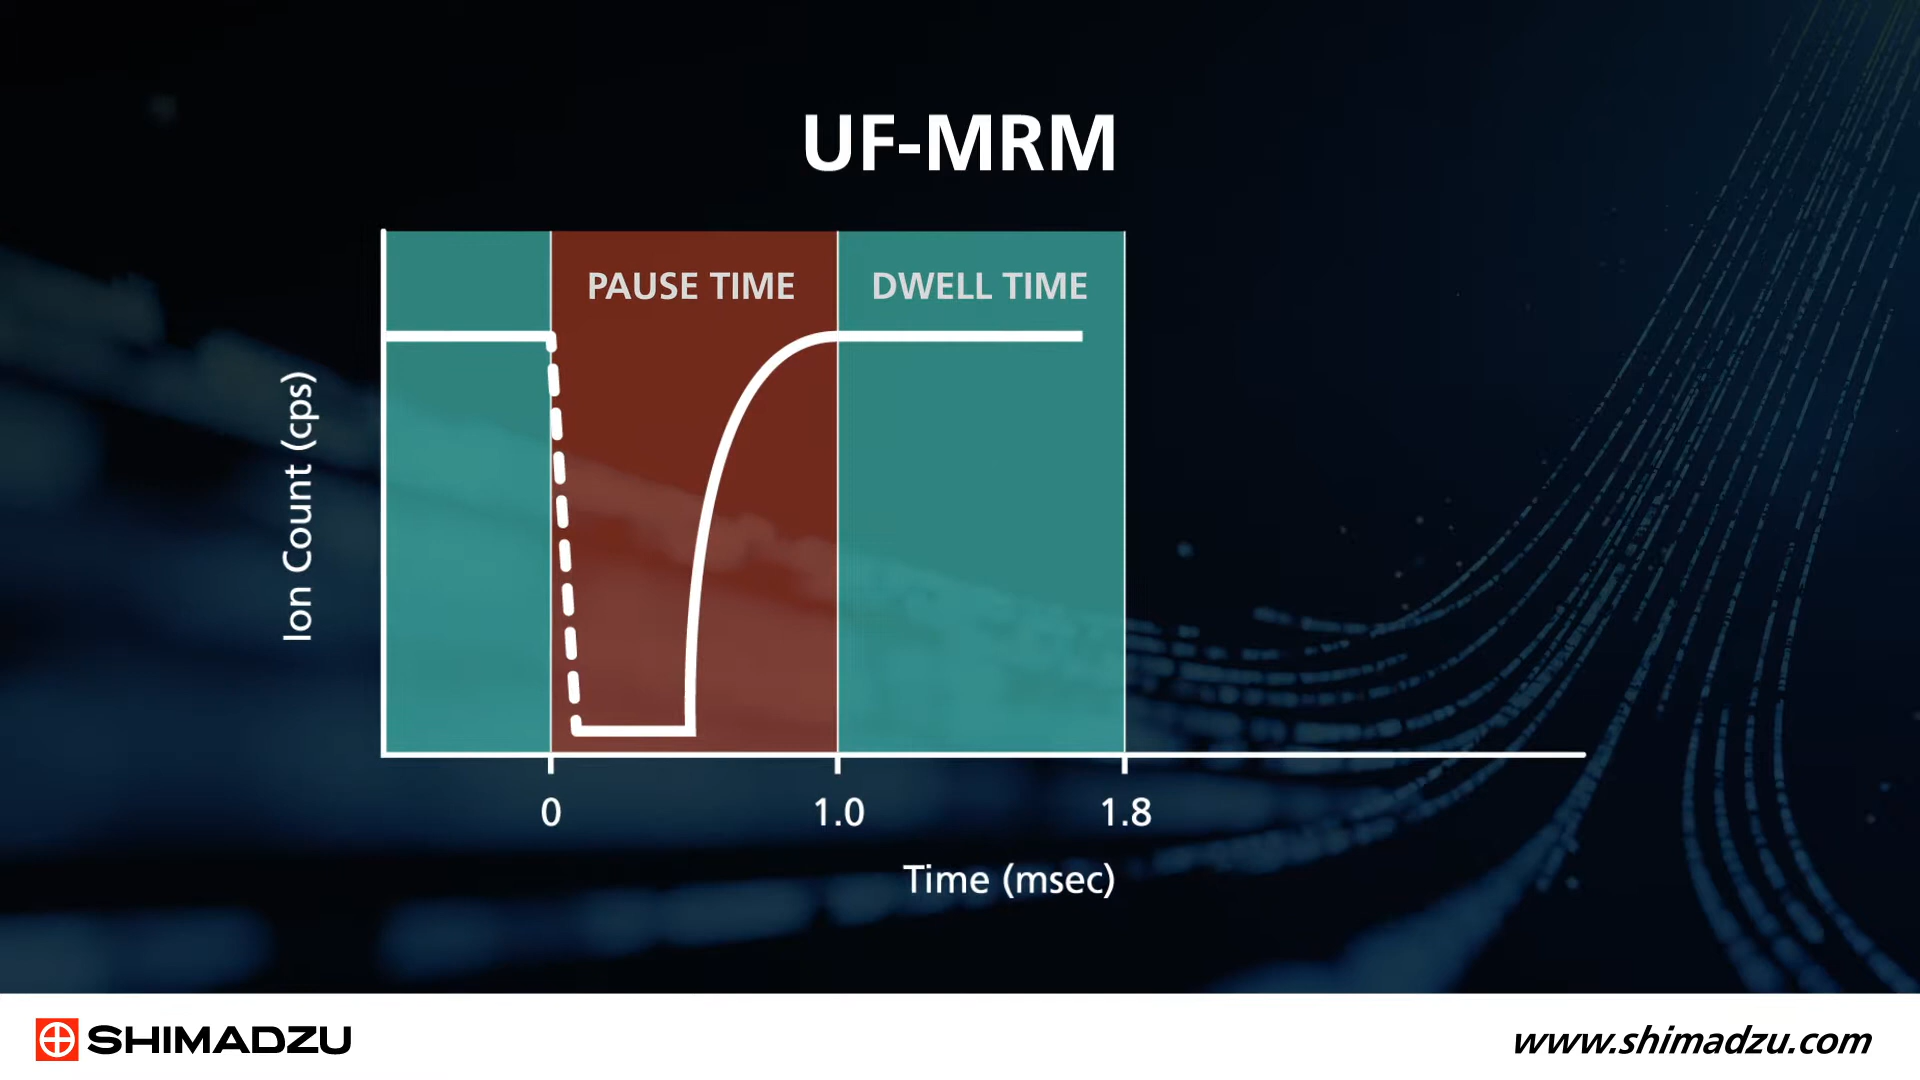 UF-MRM
PAUSE TIME
DWELL TIME
Ion Count (cps)
0
1.0
1.8
Time (msec)
SHIMADZU
www.shimadzu.com